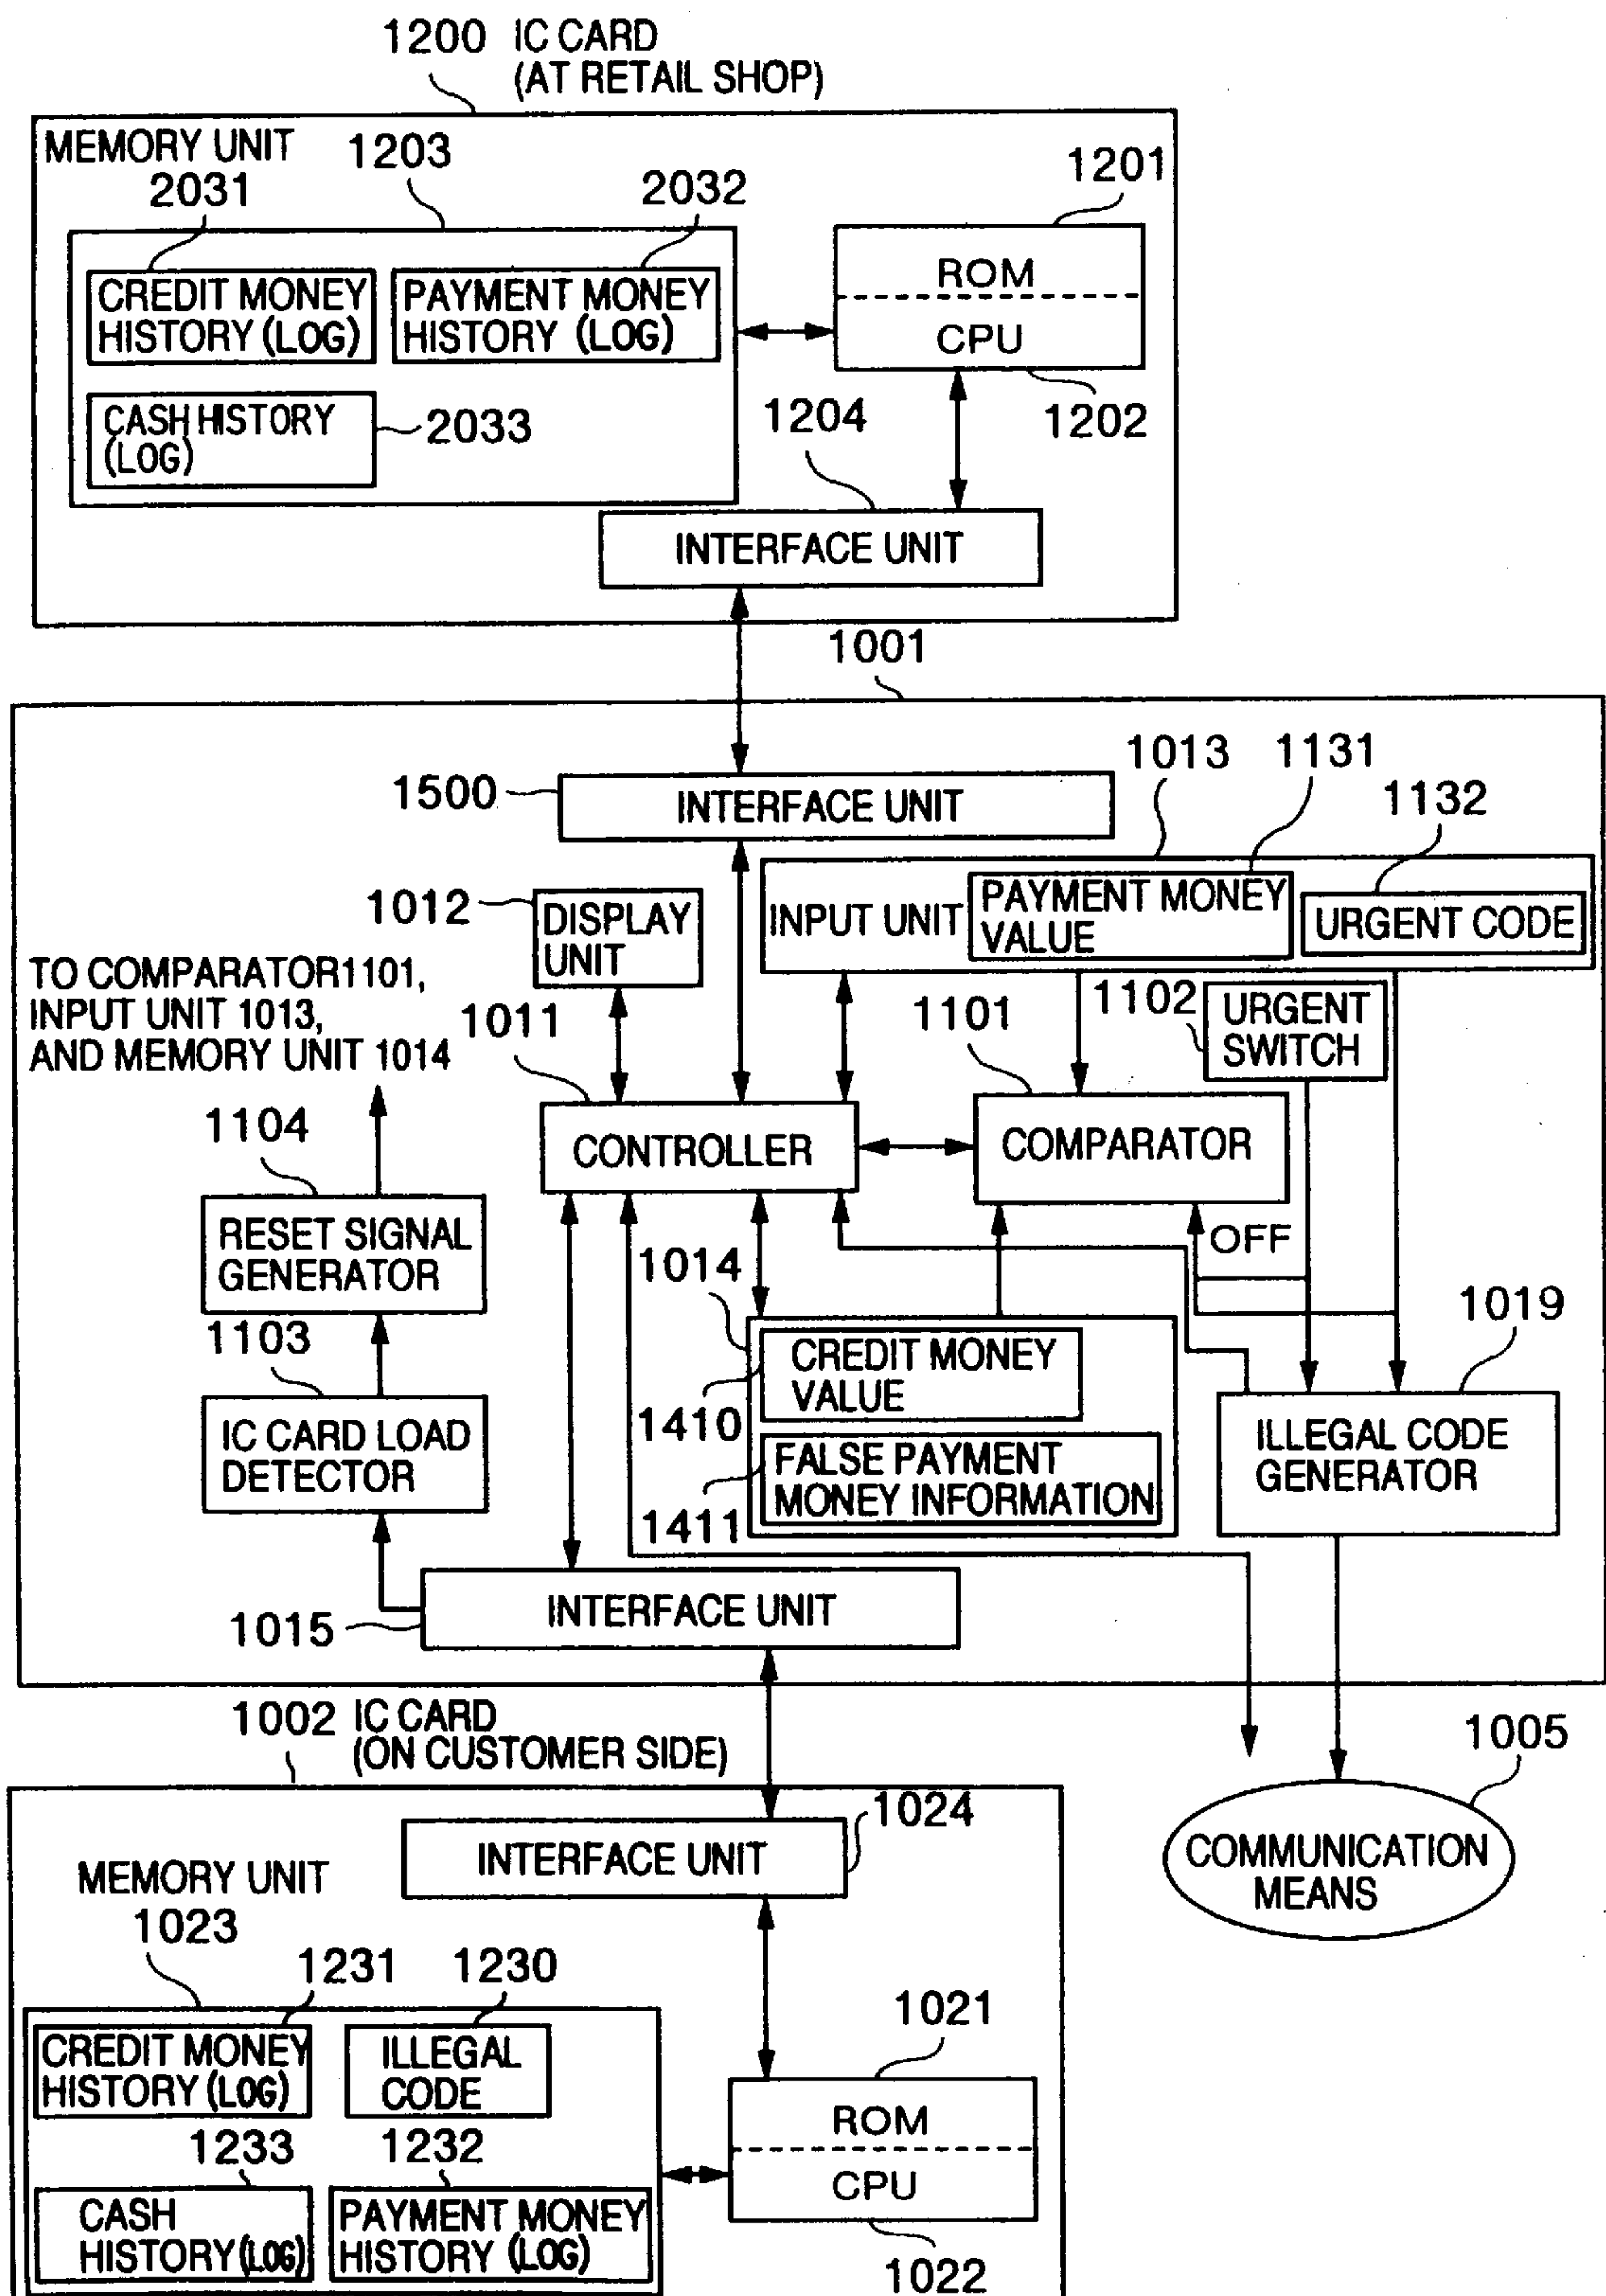 1200 IC CARD
(AT RETAIL SHOP)
MEMORY UNIT
1203
2031
2032
1201
CREDIT MONEY
HISTORY (LOG)
PAYMENT MONEY
HISTORY (LOG)
ROM
CPU
CASH HISTORY
(LOG)
2033
1204
1202
INTERFACE UNIT
1001
1013
1131
1132
1500
INTERFACE UNIT
1012
DISPLAY
UNIT
INPUT UNIT
PAYMENT MONEY
VALUE
URGENT CODE
TO COMPARATOR1101,
INPUT UNIT 1013,
AND MEMORY UNIT 1014
1011
1101
1102
URGENT
SWITCH
1104
CONTROLLER
COMPARATOR
RESET SIGNAL
GENERATOR
OFF
1014
1019
1103
CREDIT MONEY
VALUE
1410
IC CARD LOAD
DETECTOR
FALSE PAYMENT
MONEY INFORMATION
1411
ILLEGAL CODE
GENERATOR
INTERFACE UNIT
1015
1002 IC CARD
(ON CUSTOMER SIDE)
1005
1024
INTERFACE UNIT
COMMUNICATION
MEANS
MEMORY UNIT
1023
1231
1230
1021
CREDIT MONEY
HISTORY (LOG)
ILLEGAL
CODE
ROM
CPU
1233
1232
CASH
HISTORY (LOG)
PAYMENT MONEY
HISTORY (LOG)
1022